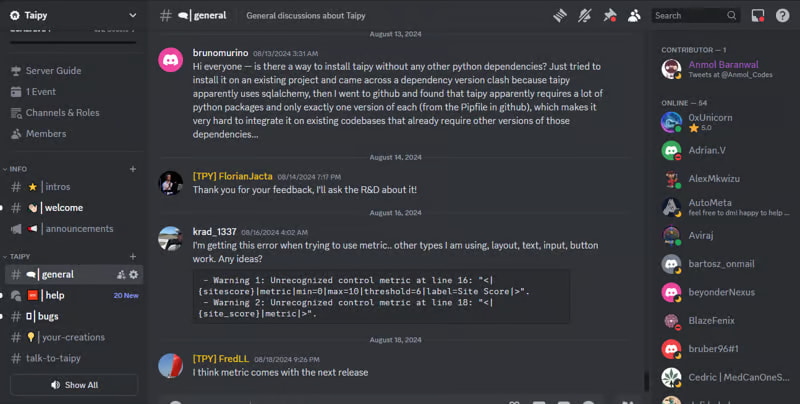 Taipy
general
General discussions about Taipy
Search
Server Guide
1 Event
Channels & Roles
Members
INFO
intros
welcome
announcements
TAIPY
general
help
20 New
bugs
your-creations
talk-to-taipy
Show All
August 13, 2024
brunomurino 08/13/2024 3:31 AM
Hi everyone — is there a way to install taipy without any other python dependencies? Just tried to
install it on an existing project and came across a dependency version clash because taipy
apparently uses sqlalchemy, then I went to github and found that taipy apparently requires a lot of
python packages and only exactly one version of each (from the Pipfile in github), which makes it
very hard to integrate it on existing codebases that already require other versions of those
dependencies...
August 14, 2024
[TPY] FlorianJacta 08/14/2024 7:17 PM
Thank you for your feedback, I'll ask the R&D about it!
August 16, 2024
krad_1337 08/16/2024 4:02 AM
I'm getting this error when trying to use metric.. other types I am using, layout, text, input, button
work. Any ideas?
- Warning 1: Unrecognized control metric at line 16: "<|
{sitescore}|metric|min=0|max=10|threshold=6|label=Site Score|>".
- Warning 2: Unrecognized control metric at line 18: "<|
{site_score}|metric|>".
August 18, 2024
[TPY] FredLL 08/18/2024 9:26 PM
I think metric comes with the next release
CONTRIBUTOR — 1
Anmol Baranwal
Tweets at @Anmol_Codes
ONLINE — 54
0xUnicorn
5.0
Adrian.V
AlexMkwizu
AutoMeta
feel free to dmi happy to help ...
Aviraj
bartosz_onmail
beyonderNexus
BlazeFenix
bruber96#1
Cedric | MedCanOneS...